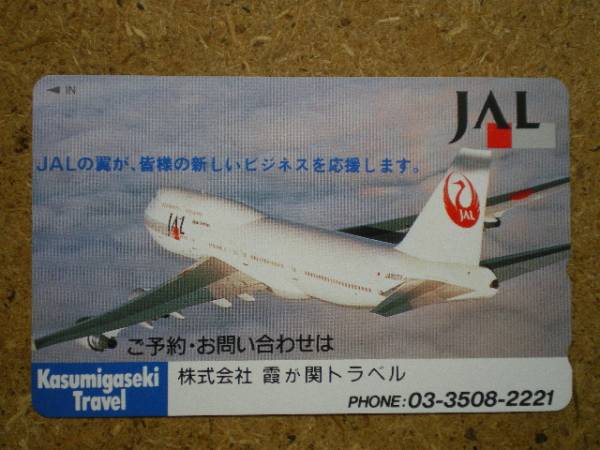 ◀ IN
JAL
JALの翼が、皆様の新しいビジネスを応援します。
JAL
JAL
ご予約・お問い合わせは
Kasumigaseki
Travel
株式会社 霞が関トラベル
PHONE: 03-3508-2221